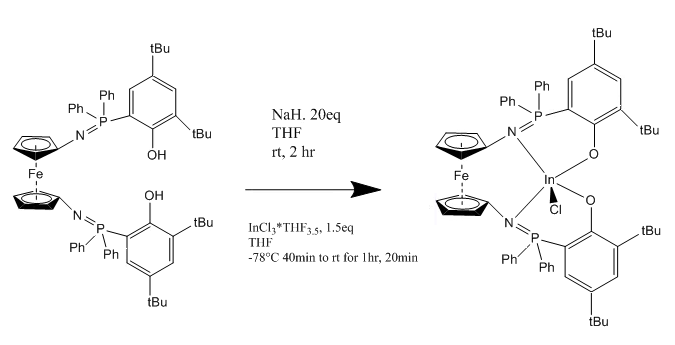 tBu
Ph
Ph
P
N
tBu
OH
Fe
OH
N
P
tBu
Ph
Ph
tBu
NaH. 20eq
THF
rt, 2 hr
InCl3*THF3.5, 1.5eq
THF
-78°C 40min to rt for 1hr, 20min
tBu
Ph
Ph
P
N
tBu
O
Fe
In
Cl
O
N
P
tBu
Ph
Ph
tBu